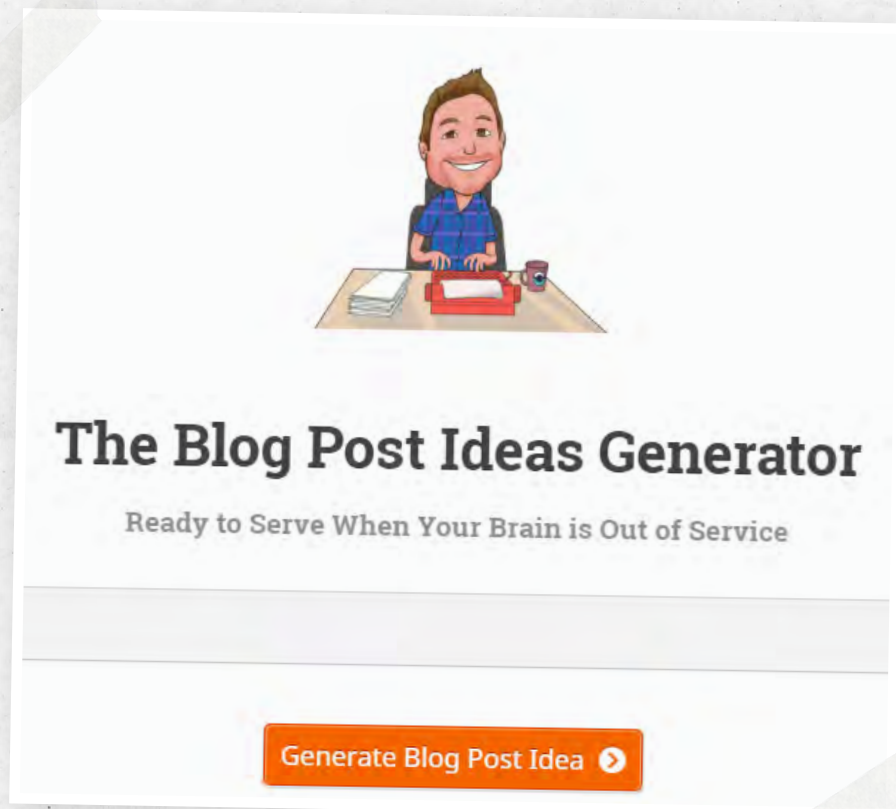 The Blog Post Ideas Generator
Ready to Serve When Your Brain is Out of Service
Generate Blog Post Idea